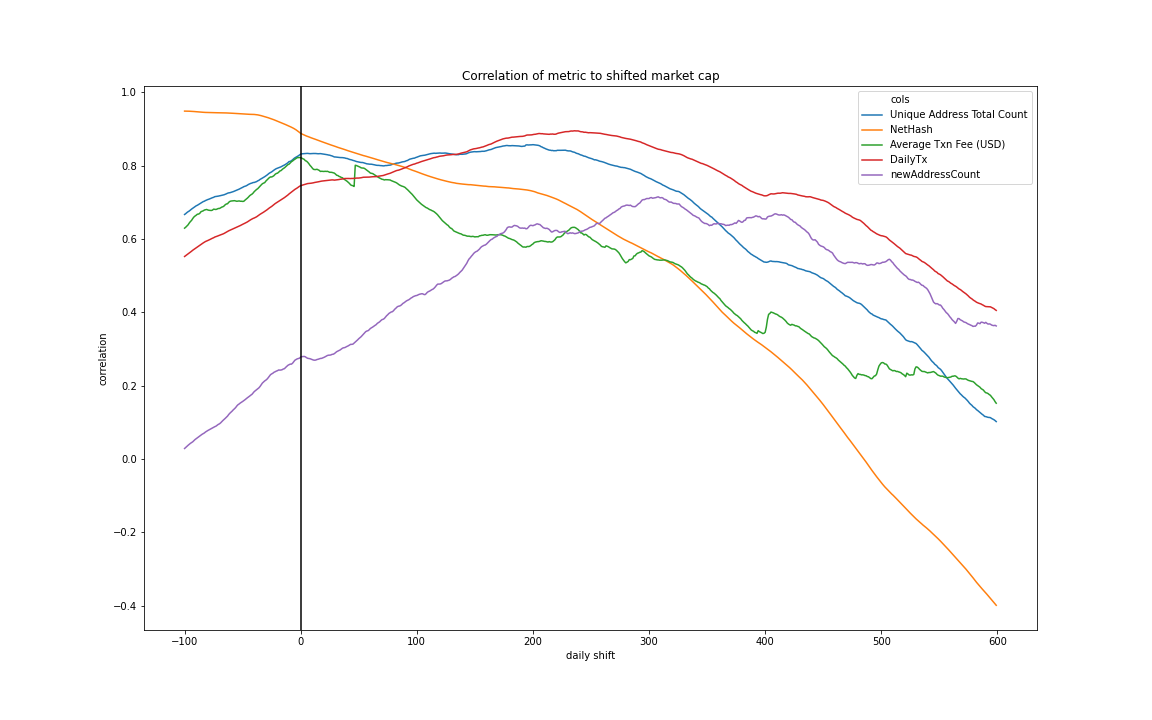 Correlation of metric to shifted market cap
1.0
0.8
0.6
0.4
0.2
0.0
−0.2
−0.4
correlation
cols
Unique Address Total Count
NetHash
Average Txn Fee (USD)
DailyTx
newAddressCount
−100 0 100 200 300 400 500 600
daily shift